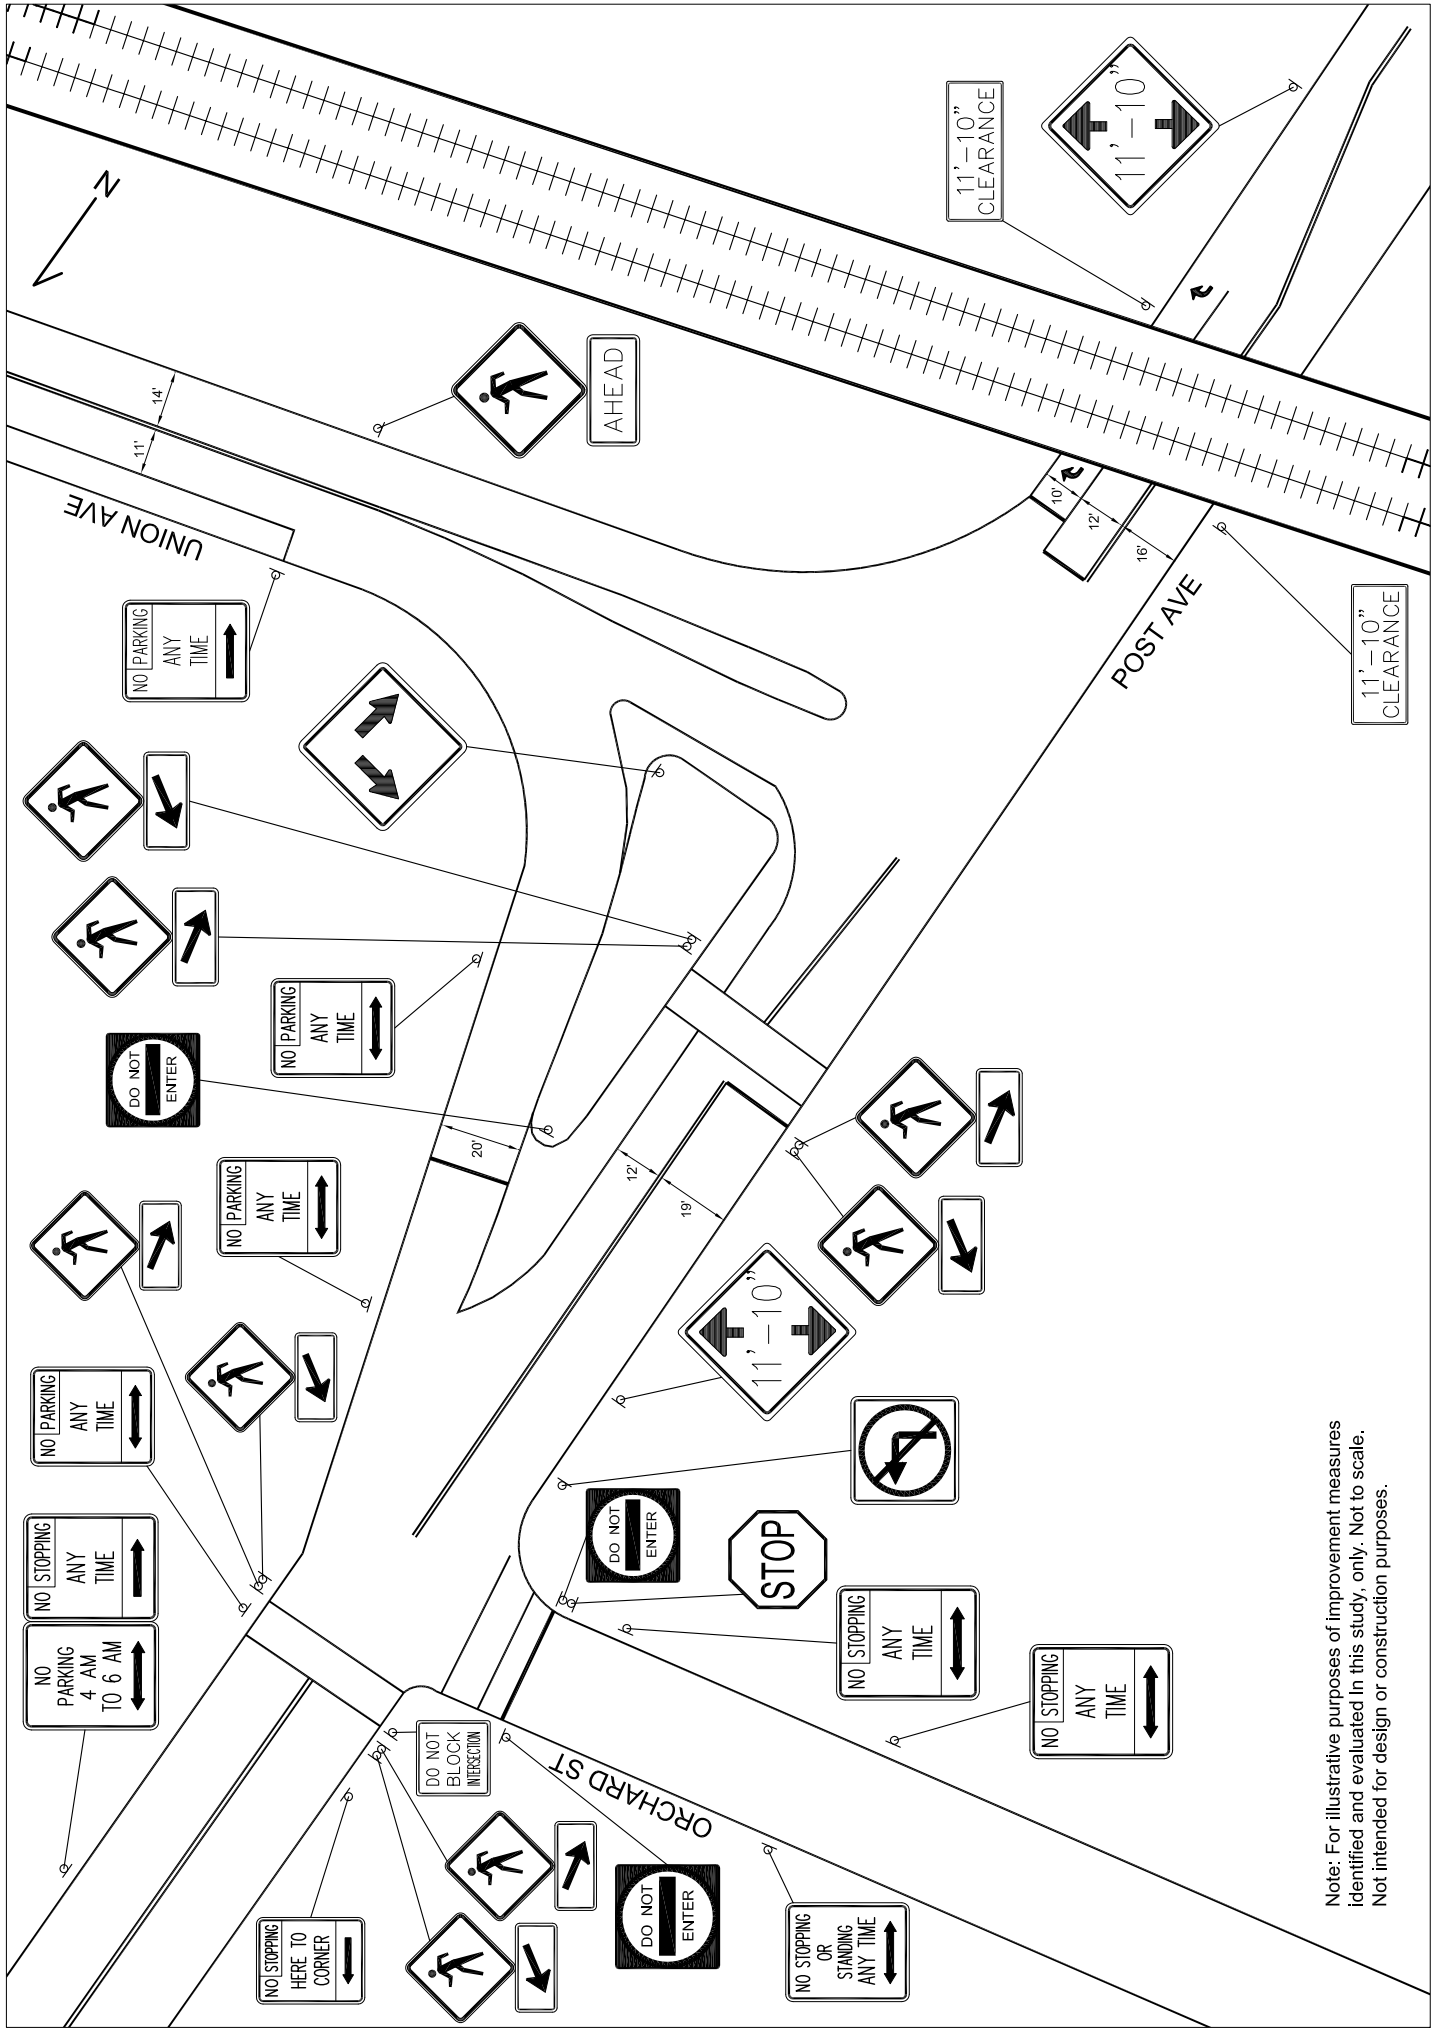 N
11'-10"
CLEARANCE
11'-10"
14'
11'
AHEAD
UNION AVE
10'
12'
16'
POST AVE
11'-10"
CLEARANCE
NO PARKING
ANY
TIME
NO PARKING
ANY
TIME
DO NOT
ENTER
20'
12'
19'
NO PARKING
ANY
TIME
11'-10"
NO PARKING
ANY
TIME
NO STOPPING
ANY
TIME
NO
PARKING
4 AM
TO 6 AM
DO NOT
ENTER
STOP
NO STOPPING
ANY
TIME
NO STOPPING
ANY
TIME
DO NOT
BLOCK
INTERSECTION
ORCHARD ST
NO STOPPING
HERE TO
CORNER
DO NOT
ENTER
NO STOPPING
OR
STANDING
ANY TIME
Note: For illustrative purposes of improvement measures
identified and evaluated In this study, only. Not to scale.
Not intended for design or construction purposes.